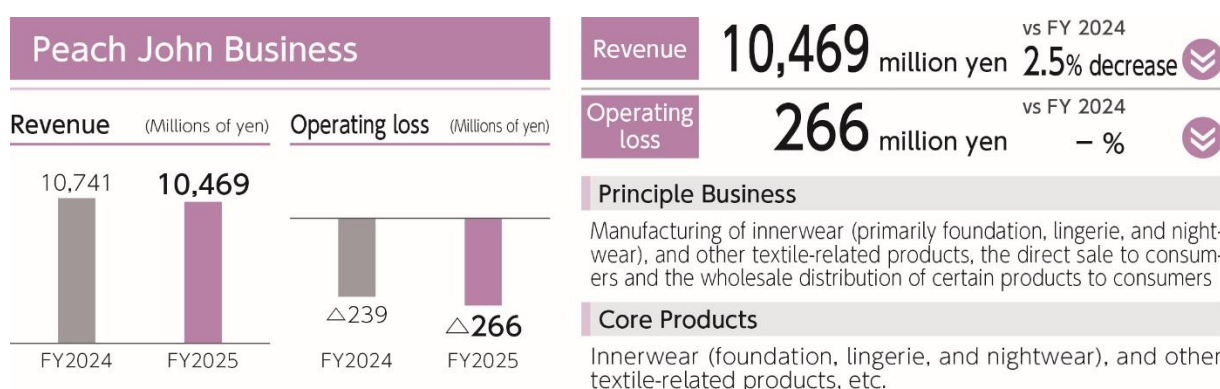 Peach John Business
Revenue (Millions of yen)
10,741
10,469
FY2024
FY2025
Operating loss (Millions of yen)
△239
△266
FY2024
FY2025
Revenue 10,469 million yen
vs FY 2024
2.5% decrease
Operating
loss
266 million yen
vs FY 2024
– %
Principle Business
Manufacturing of innerwear (primarily foundation, lingerie, and night-
wear), and other textile-related products, the direct sale to consum-
ers and the wholesale distribution of certain products to consumers
Core Products
Innerwear (foundation, lingerie, and nightwear), and other
textile-related products, etc.